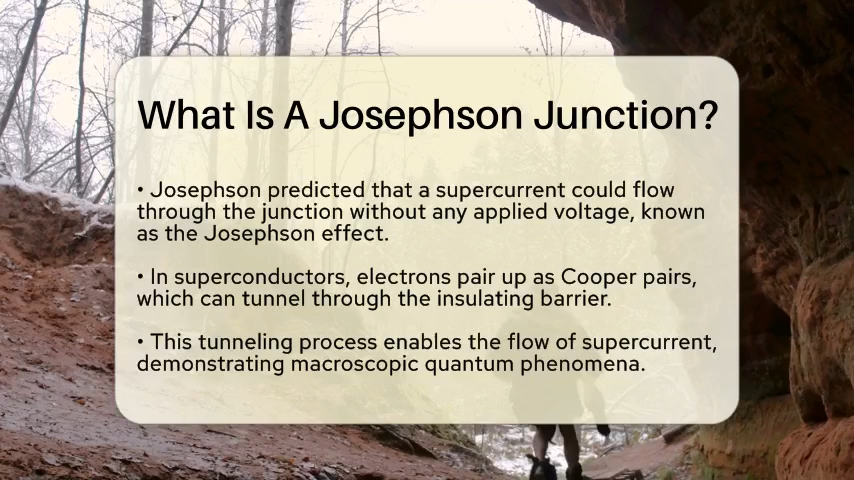 What Is A Josephson Junction?
• Josephson predicted that a supercurrent could flow
through the junction without any applied voltage, known
as the Josephson effect.
• In superconductors, electrons pair up as Cooper pairs,
which can tunnel through the insulating barrier.
• This tunneling process enables the flow of supercurrent,
demonstrating macroscopic quantum phenomena.